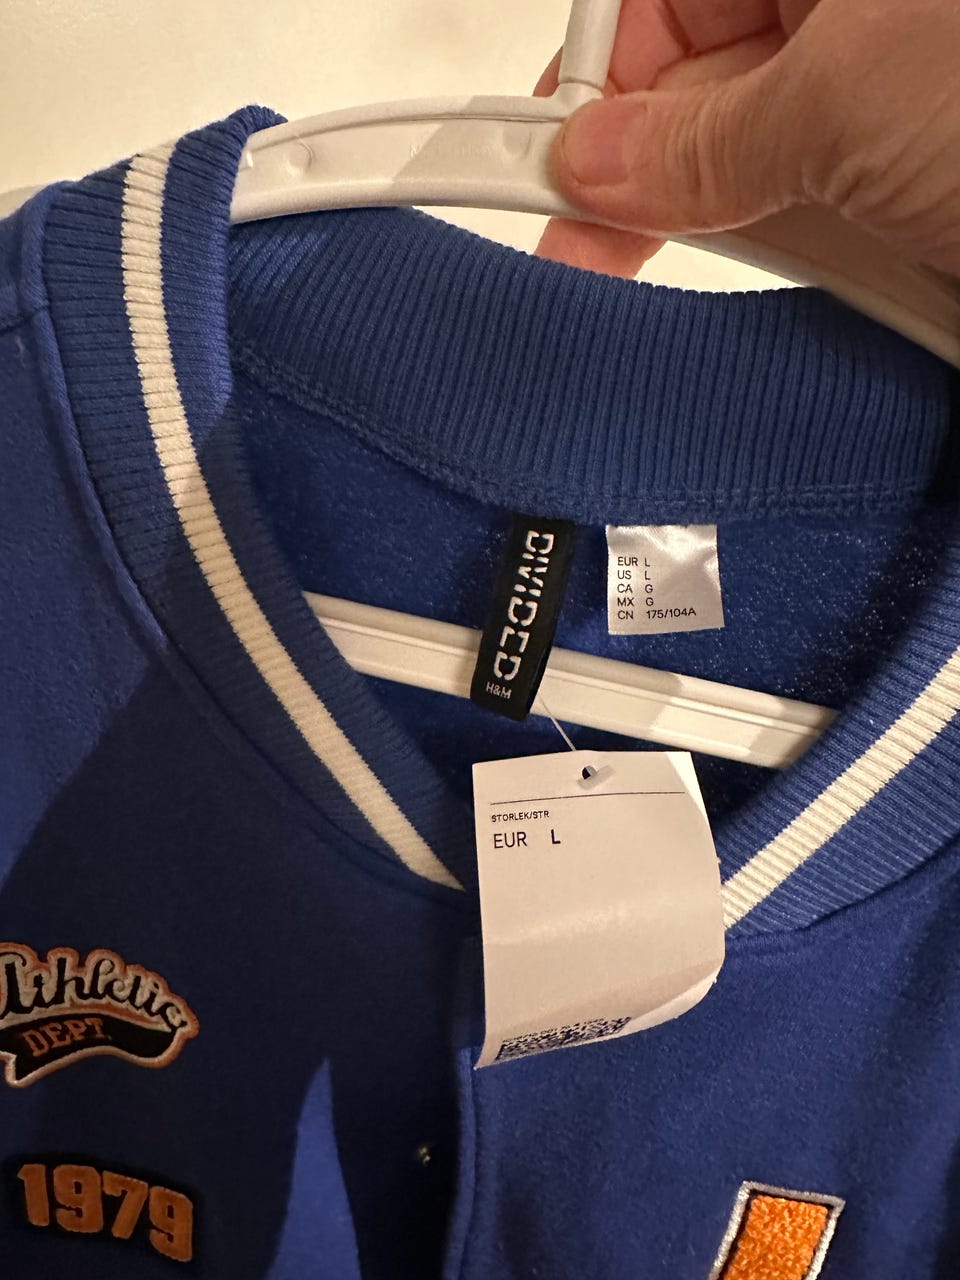 DIVIDED
H&M
EUR L
US L
CA G
MX G
CN 175/104A
STORLEK/STR
EUR L
Athletic
DEPT
1979